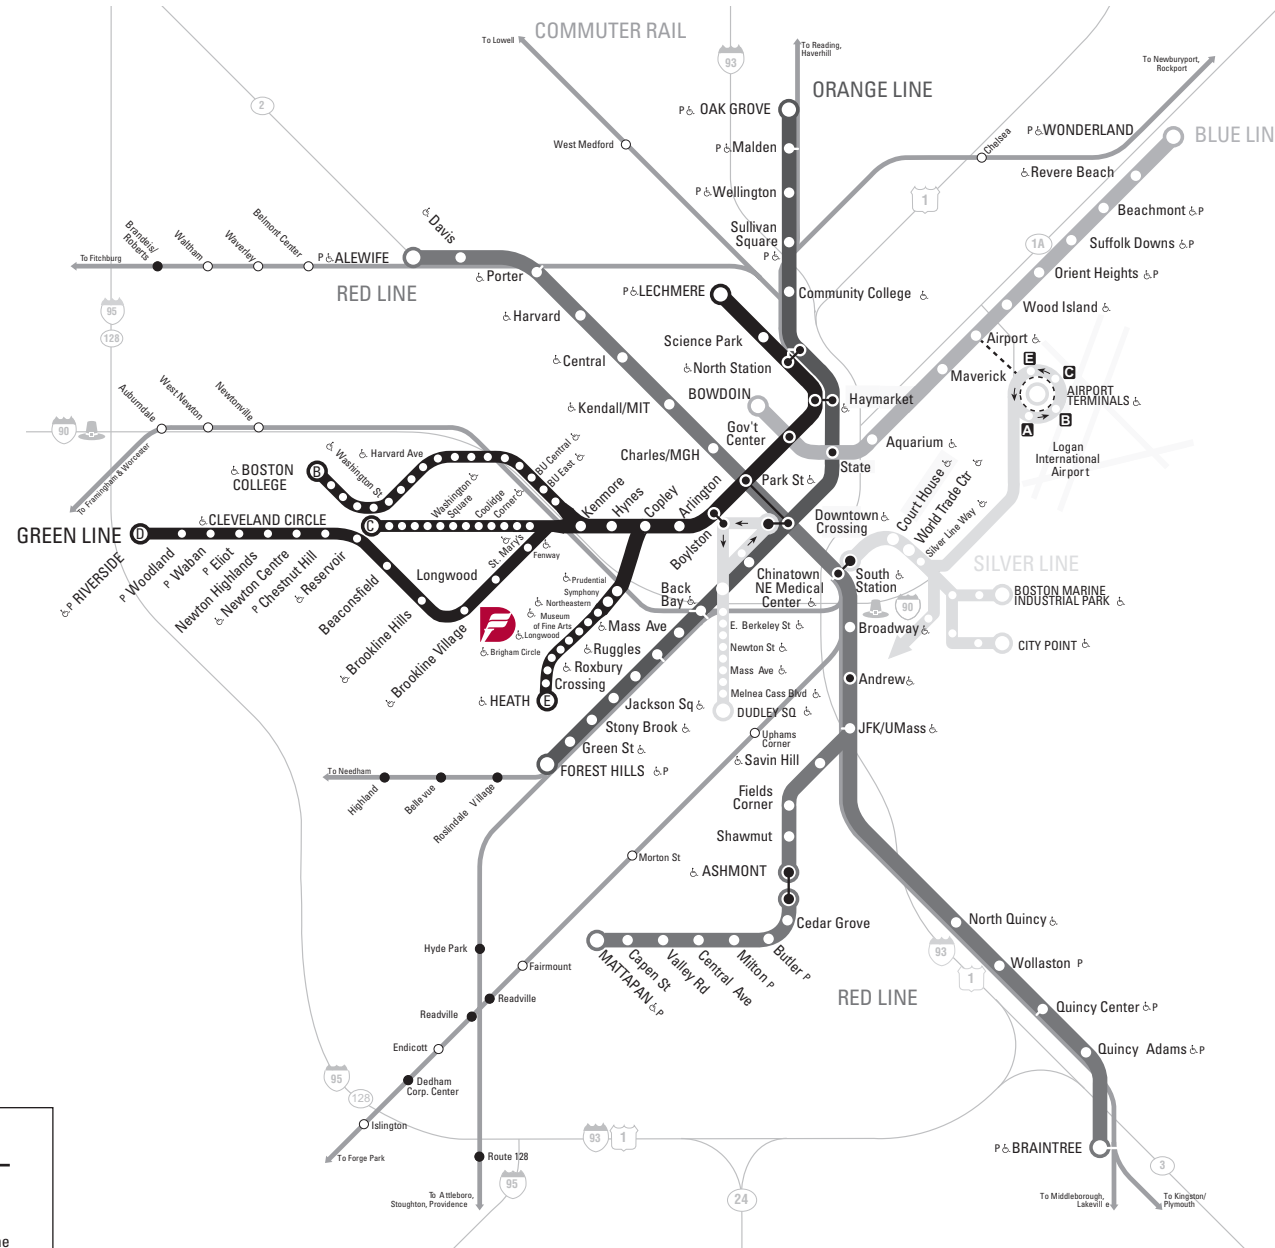 COMMUTER RAIL
To Lowell
93
To Reading,
Haverhill
To Newburyport,
Rockport
ORANGE LINE
2
P OAK GROVE
P WONDERLAND
BLUE LIN
West Medford
P Malden
Chelsea
Revere Beach
P Wellington
1
Beachmont P
Davis
Sullivan
Square
P
1A
Suffolk Downs P
Brandeis/
Roberts
Waltham
Waverley
Belmont Center
To Fitchburg
P ALEWIFE
Porter
Orient Heights P
RED LINE
P LECHMERE
Community College
Wood Island
95
128
Harvard
Science Park
Airport
Central
North Station
Maverick
E
C
AIRPORT
TERMINALS
A
B
Logan
International
Airport
BOWDOIN
Haymarket
Auburndale
West Newton
Newtonville
90
Kendall/MIT
Gov't
Center
Aquarium
To Framingham & Worcester
Charles/MGH
State
BOSTON
COLLEGE
B
Washington St
Harvard Ave
BU Central
BU East
Washington
Square
Coolidge
Corner
Kenmore
Hynes
Copley
Arlington
Park St
Court House
World Trade Ctr
Silver Line Way
CLEVELAND CIRCLE
C
St. Mary's
Fenway
Boylston
Downtown
Crossing
GREEN LINE
D
P RIVERSIDE
P Woodland
P Waban
P Eliot
Newton Highlands
Newton Centre
P Chestnut Hill
Reservoir
Beaconsfield
Brookline Hills
Brookline Village
Longwood
SILVER LINE
Chinatown
NE Medical
Center
South
Station
90
BOSTON MARINE
INDUSTRIAL PARK
Prudential
Symphony
Northeastern
Museum
of Fine Arts
Longwood
Brigham Circle
Back
Bay
Mass Ave
Ruggles
Roxbury
Crossing
E. Berkeley St
Newton St
Mass Ave
Melnea Cass Blvd
DUDLEY SQ
Broadway
CITY POINT
F
HEATH
E
Andrew
Jackson Sq
Stony Brook
Green St
FOREST HILLS P
JFK/UMass
Uphams
Corner
Savin Hill
To Needham
Highland
Bellevue
Roslindale Village
Fields
Corner
Shawmut
Morton St
ASHMONT
Cedar Grove
North Quincy
MATTAPAN P
Capen St
Valley Rd
Central Ave
Milton P
Butler P
Hyde Park
93
1
Wollaston P
Fairmount
RED LINE
Readville
Readville
Quincy Center P
Endicott
Quincy Adams P
95
128
Dedham
Corp. Center
Islington
93
1
P BRAINTREE
To Forge Park
Route 128
3
95
24
To Attleboro,
Stoughton, Providence
To Middleborough,
Lakeville
To Kingston/
Plymouth